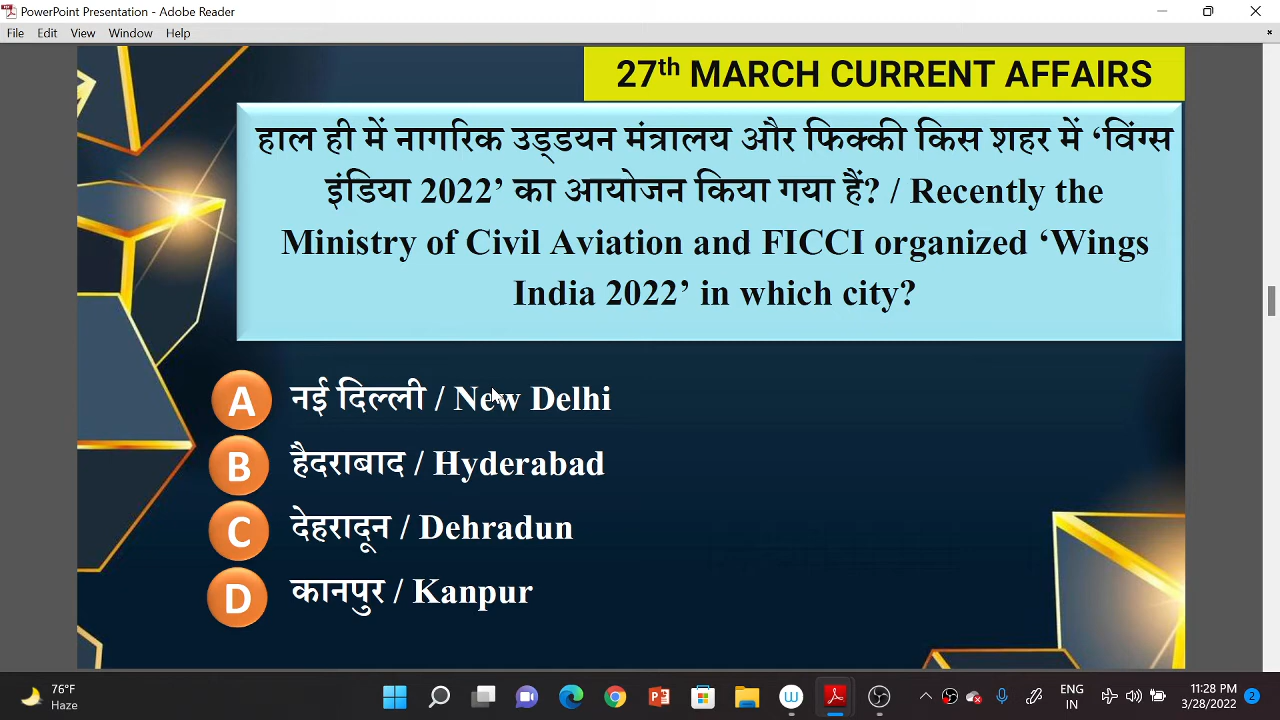 PowerPoint Presentation - Adobe Reader
File Edit View Window Help
27th MARCH CURRENT AFFAIRS
हाल ही में नागरिक उड्डयन मंत्रालय और फिक्की किस शहर में ‘विंग्स
इंडिया 2022’ का आयोजन किया गया हैं? / Recently the
Ministry of Civil Aviation and FICCI organized ‘Wings
India 2022’ in which city?
A नई दिल्ली / New Delhi
B हैदराबाद / Hyderabad
C देहरादून / Dehradun
D कानपुर / Kanpur
76°F
Haze
ENG
IN
11:28 PM
3/28/2022
2